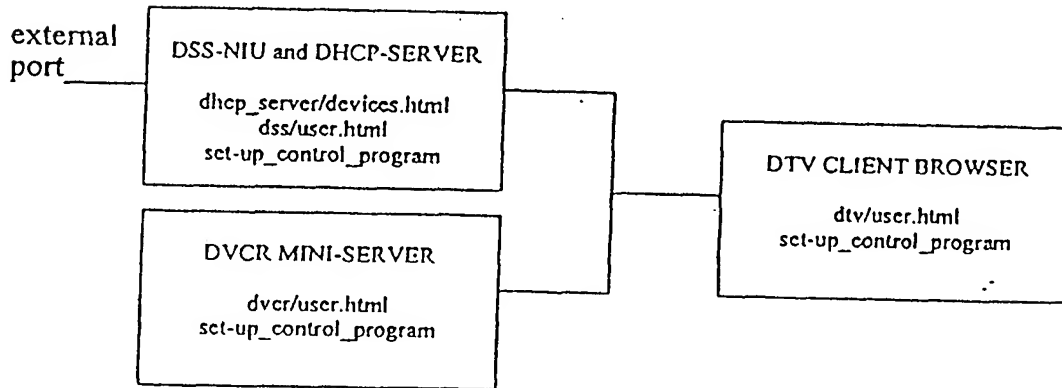 external
port
DSS-NIU and DHCP-SERVER
dhcp_server/devices.html
dss/user.html
set-up_control_program
DVCR MINI-SERVER
dvcr/user.html
set-up_control_program
DTV CLIENT BROWSER
dtv/user.html
set-up_control_program